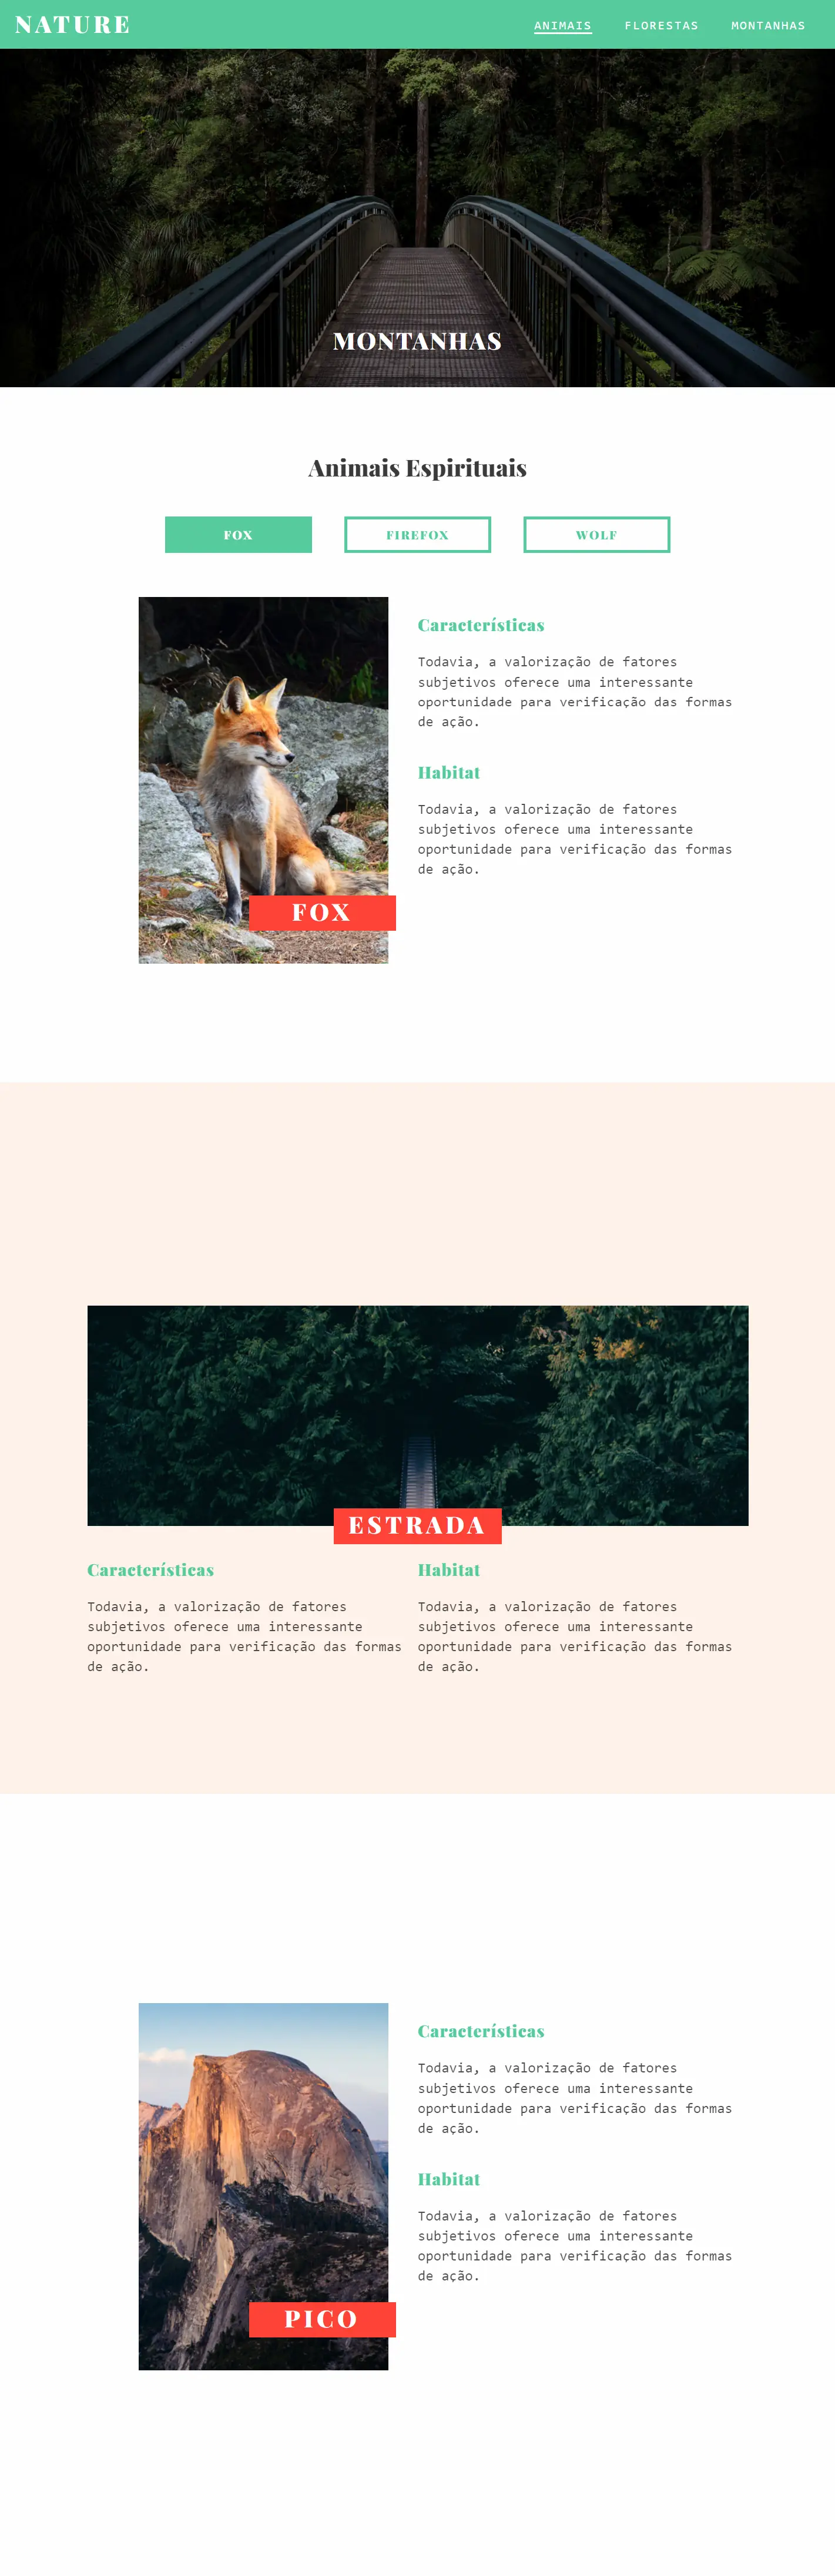 NATURE
ANIMAIS FLORESTAS MONTANHAS
MONTANHAS
Animais Espirituais
FOX FIREFOX WOLF
Características
Todavia, a valorização de fatores
subjetivos oferece uma interessante
oportunidade para verificação das formas
de ação.
Habitat
Todavia, a valorização de fatores
subjetivos oferece uma interessante
oportunidade para verificação das formas
de ação.
FOX
ESTRADA
Características
Todavia, a valorização de fatores
subjetivos oferece uma interessante
oportunidade para verificação das formas
de ação.
Habitat
Todavia, a valorização de fatores
subjetivos oferece uma interessante
oportunidade para verificação das formas
de ação.
Características
Todavia, a valorização de fatores
subjetivos oferece uma interessante
oportunidade para verificação das formas
de ação.
Habitat
Todavia, a valorização de fatores
subjetivos oferece uma interessante
oportunidade para verificação das formas
de ação.
PICO